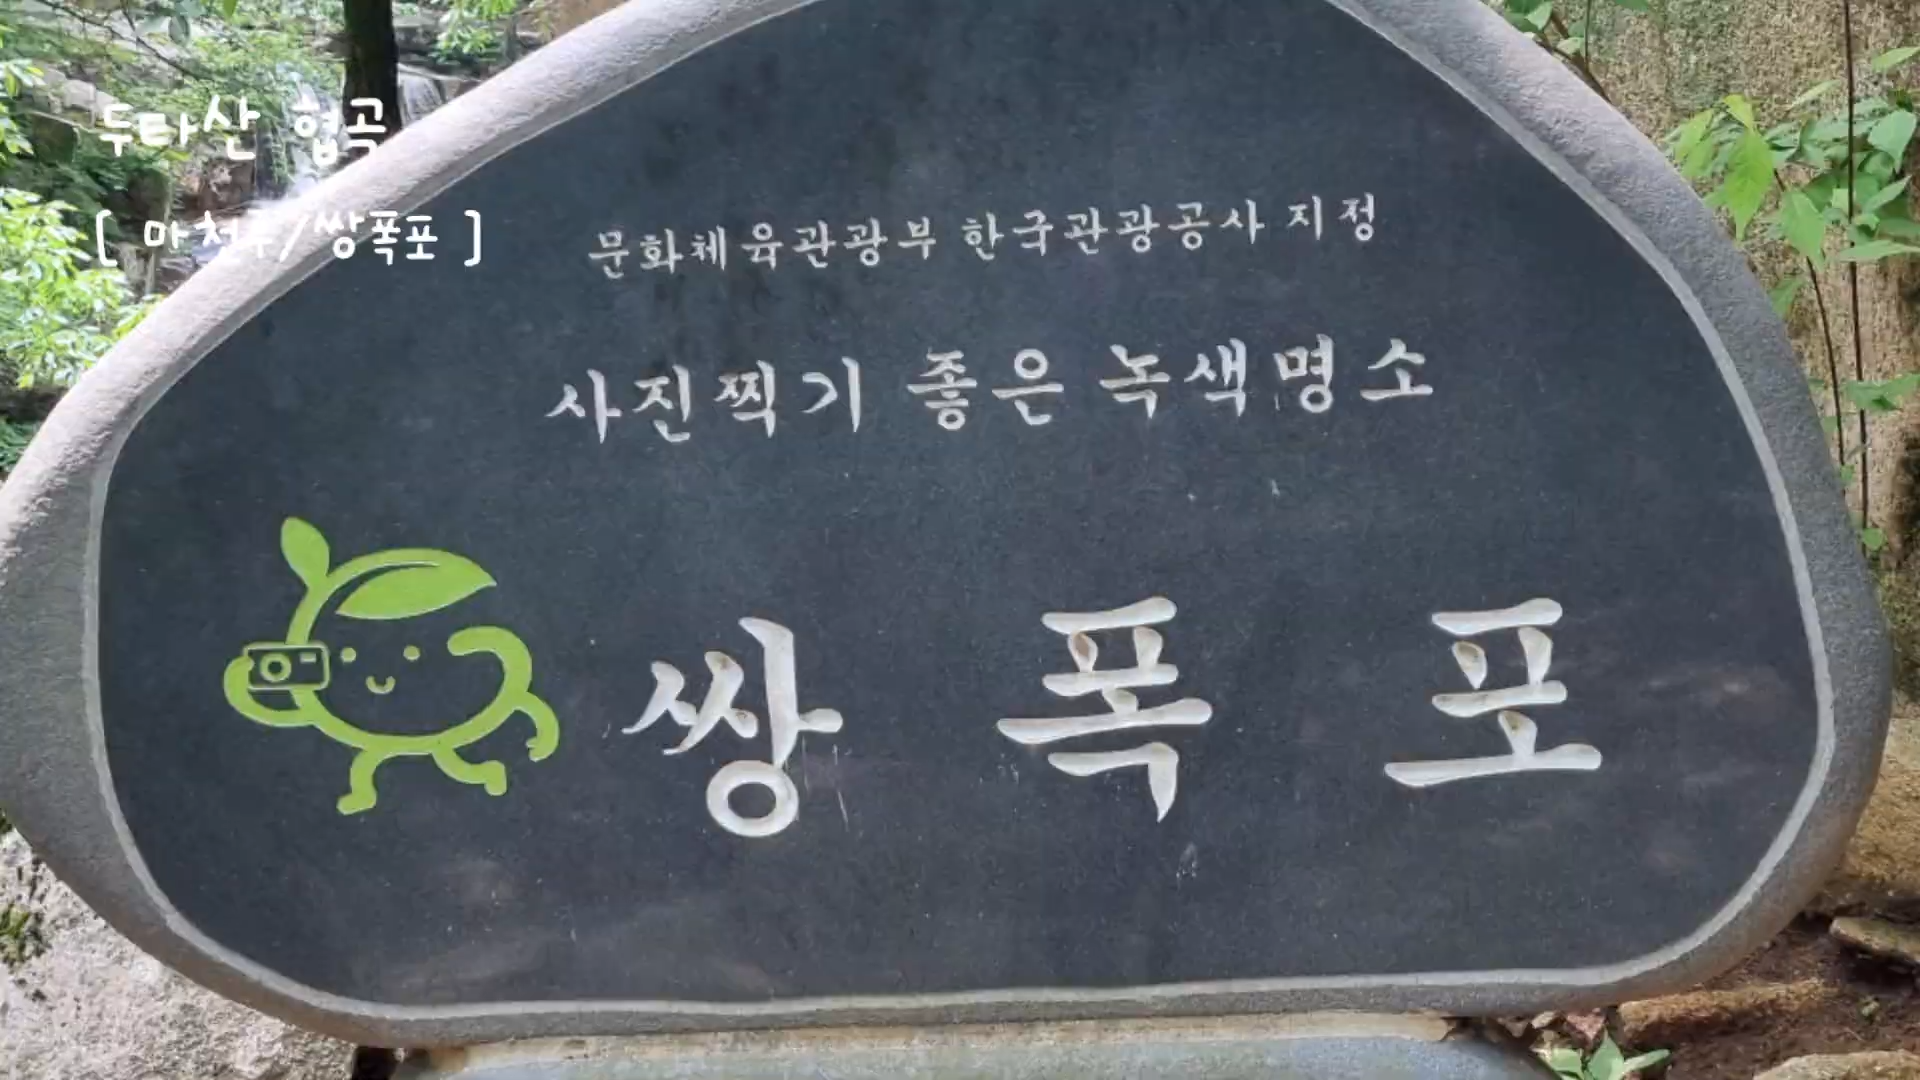 두타산 협곡
[ 마천루/쌍폭포 ]
문화체육관광부 한국관광공사 지정
사진찍기 좋은 녹색명소
쌍폭포